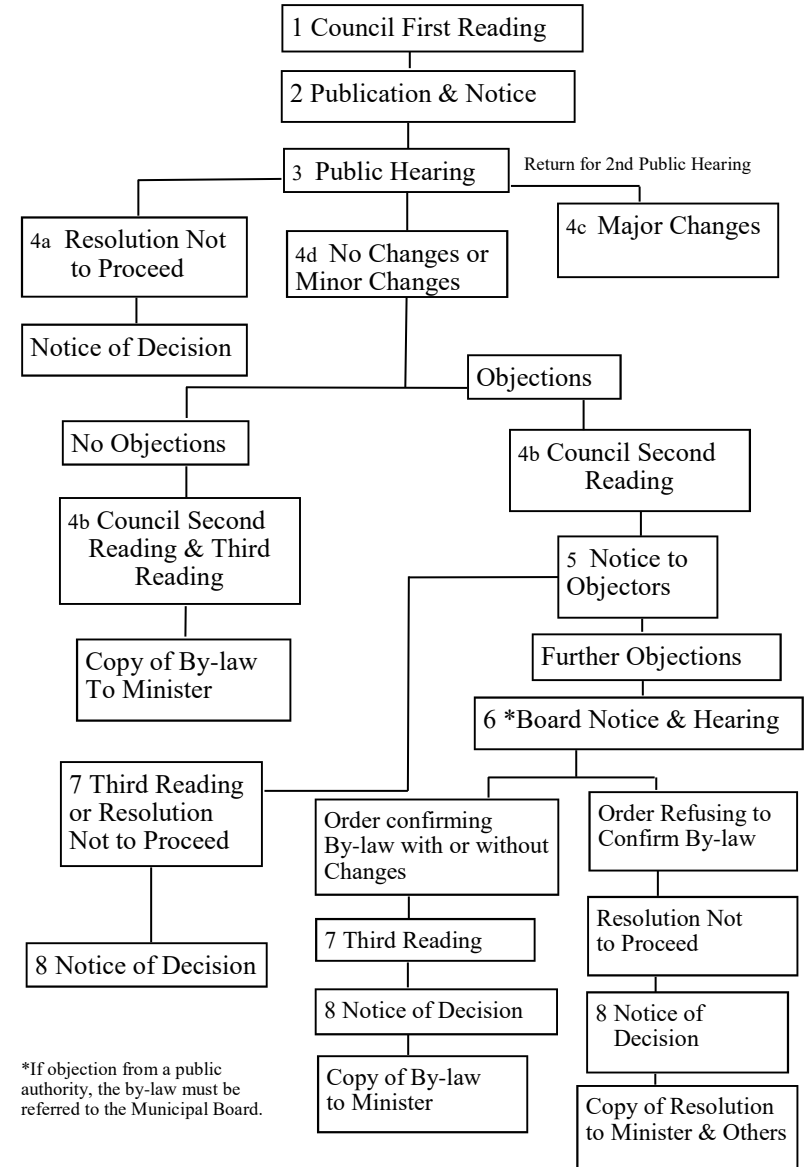 1 Council First Reading
2 Publication & Notice
3 Public Hearing
Return for 2nd Public Hearing
4a Resolution Not
to Proceed
4d No Changes or
Minor Changes
4c Major Changes
Notice of Decision
Objections
No Objections
4b Council Second
Reading
4b Council Second
Reading & Third
Reading
5 Notice to
Objectors
Copy of By-law
To Minister
Further Objections
6 *Board Notice & Hearing
7 Third Reading
or Resolution
Not to Proceed
Order confirming
By-law with or without
Changes
Order Refusing to
Confirm By-law
7 Third Reading
Resolution Not
to Proceed
8 Notice of Decision
8 Notice of Decision
8 Notice of
Decision
*If objection from a public
authority, the by-law must be
referred to the Municipal Board.
Copy of By-law
to Minister
Copy of Resolution
to Minister & Others